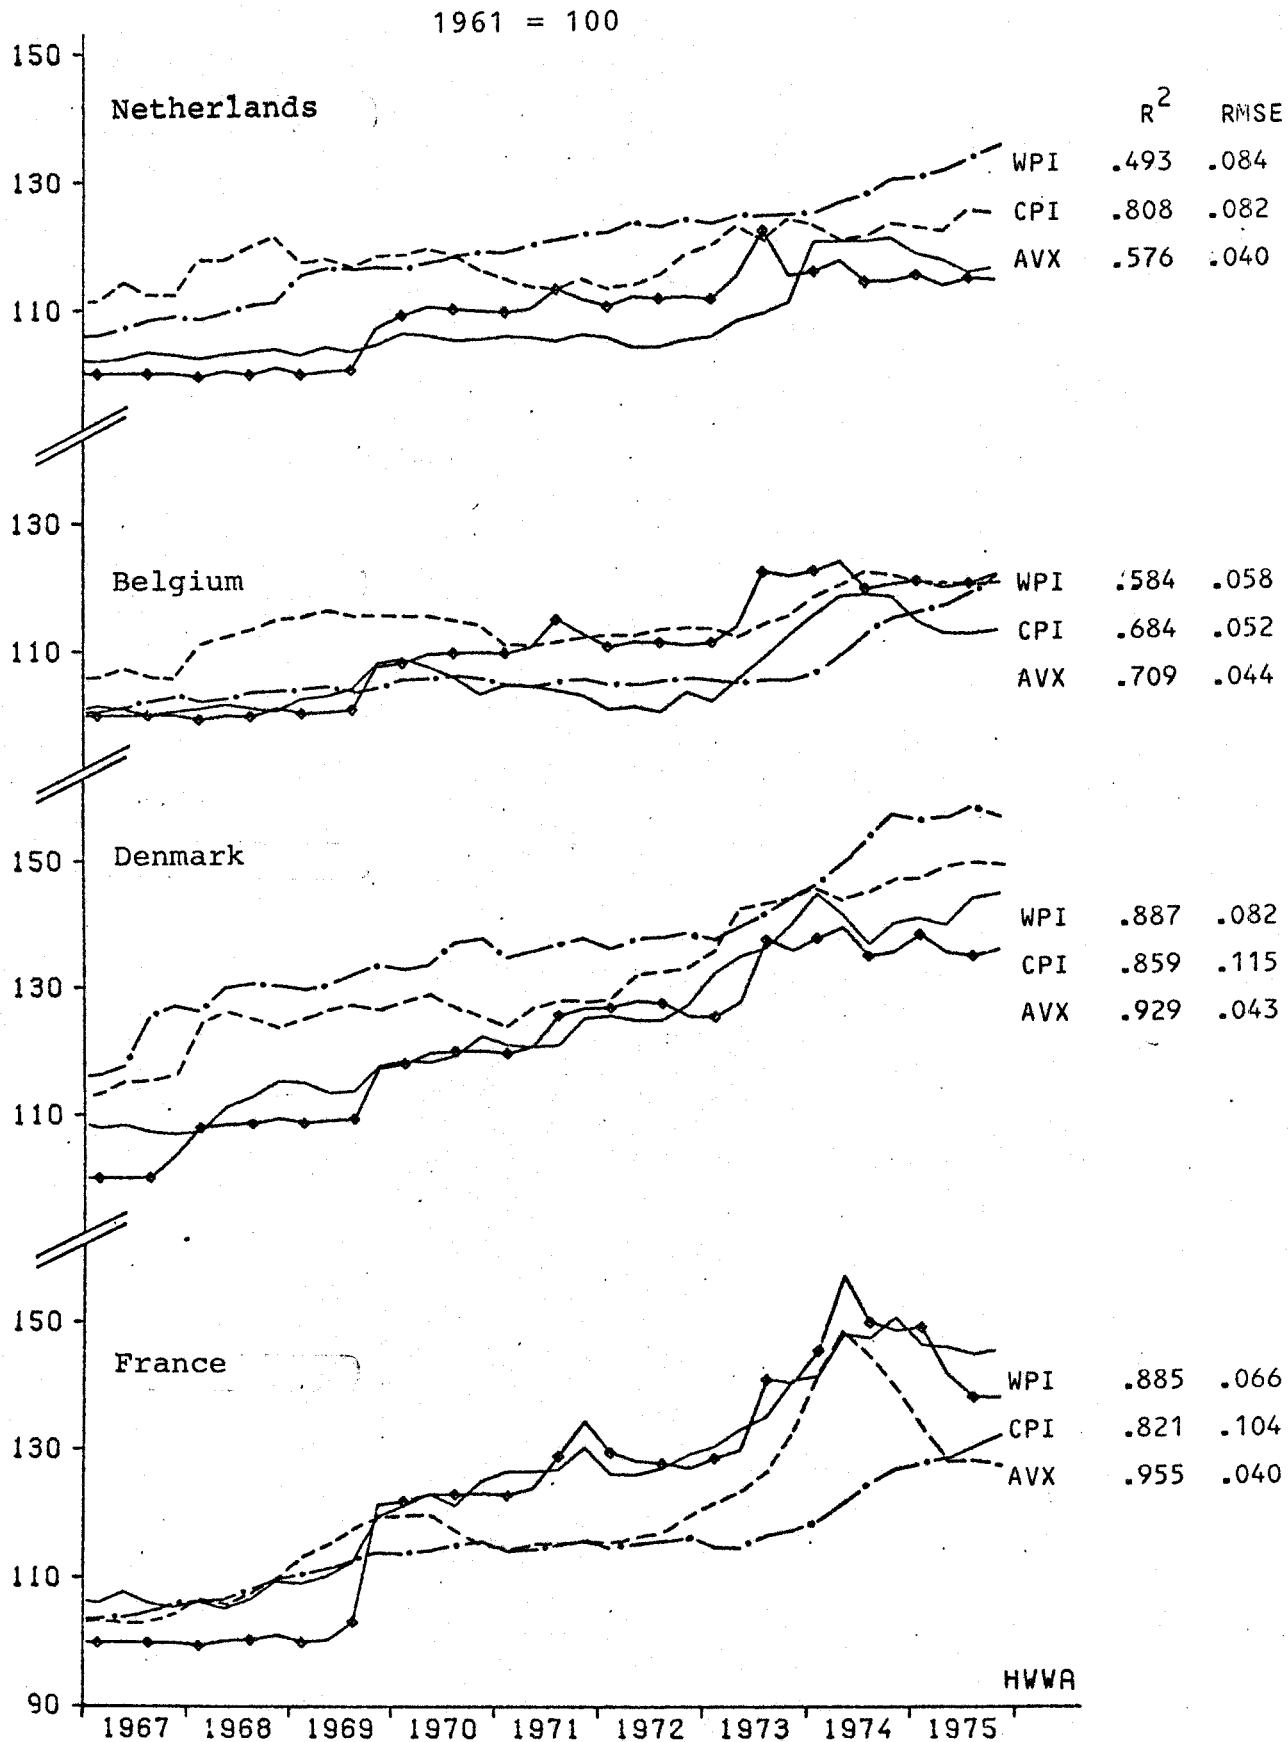 1961 = 100
150
Netherlands
R² RMSE
WPI .493 .084
130
CPI .808 .082
AVX .576 .040
110
130
Belgium
WPI .584 .058
CPI .684 .052
110
AVX .709 .044
150
Denmark
WPI .887 .082
CPI .859 .115
130
AVX .929 .043
110
150
France
WPI .885 .066
CPI .821 .104
130
AVX .955 .040
110
HWWA
90
1967 1968 1969 1970 1971 1972 1973 1974 1975